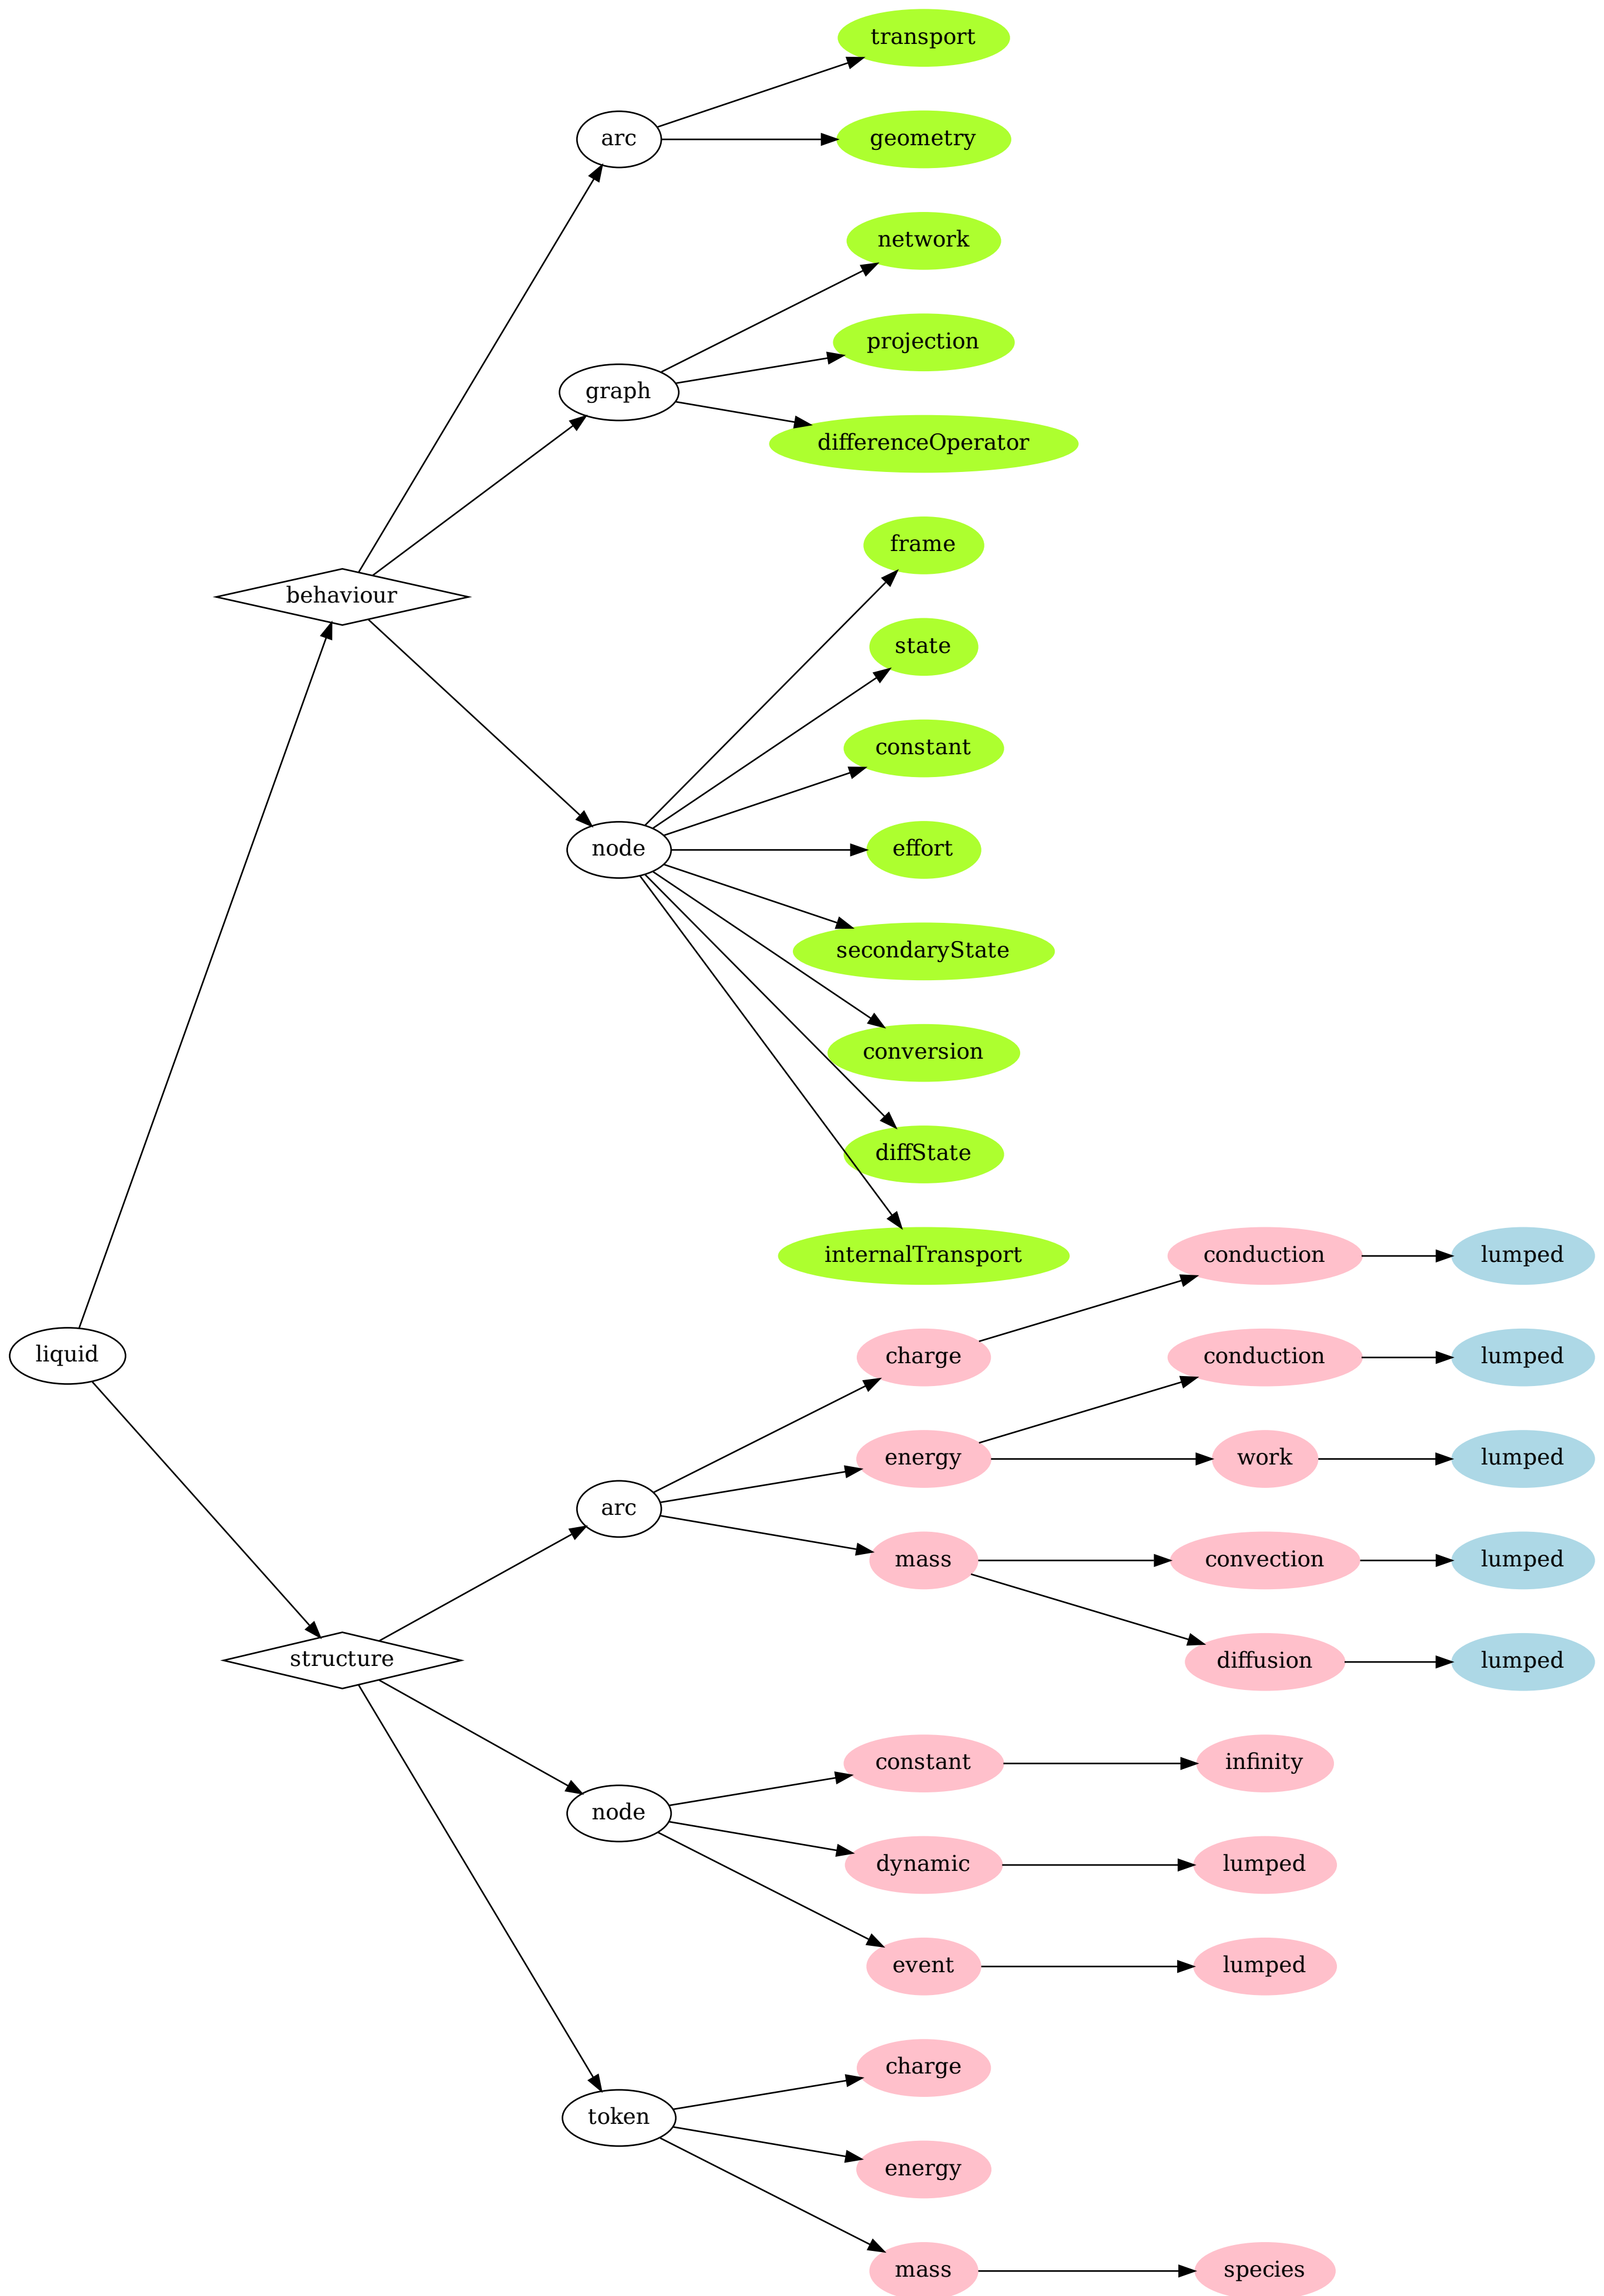 transport
arc
geometry
network
projection
graph
differenceOperator
frame
behaviour
state
constant
node
effort
secondaryState
conversion
diffState
internalTransport
conduction
lumped
liquid
charge
conduction
lumped
energy
work
lumped
arc
mass
convection
lumped
structure
diffusion
lumped
constant
infinity
node
dynamic
lumped
event
lumped
charge
token
energy
mass
species